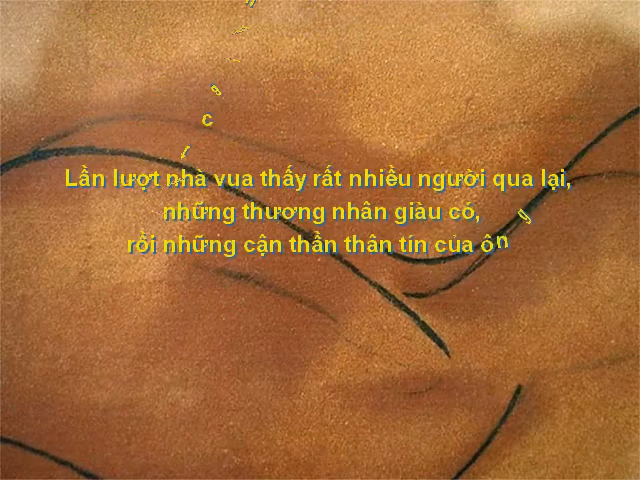 Lần lượt nhà vua thấy rất nhiều người qua lại,
những thương nhân giàu có,
rồi những cận thần thân tín của ôn